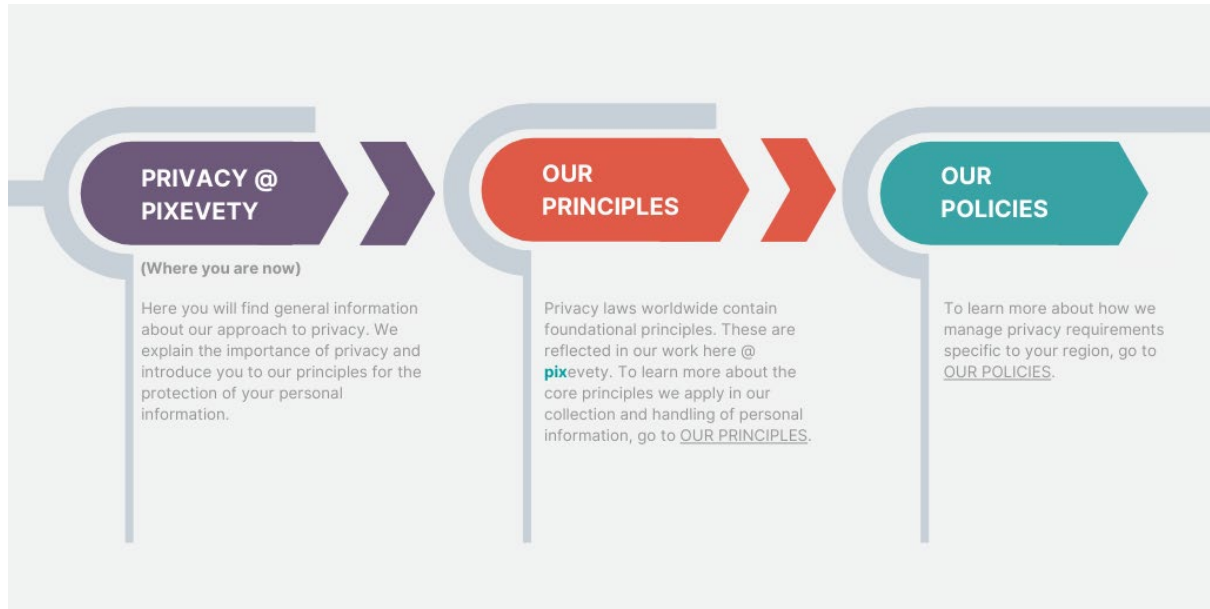 PRIVACY @
PIXEVETY
(Where you are now)
Here you will find general information
about our approach to privacy. We
explain the importance of privacy and
introduce you to our principles for the
protection of your personal
information.
OUR
PRINCIPLES
Privacy laws worldwide contain
foundational principles. These are
reflected in our work here @
pixevety. To learn more about the
core principles we apply in our
collection and handling of personal
information, go to OUR PRINCIPLES.
OUR
POLICIES
To learn more about how we
manage privacy requirements
specific to your region, go to
OUR POLICIES.